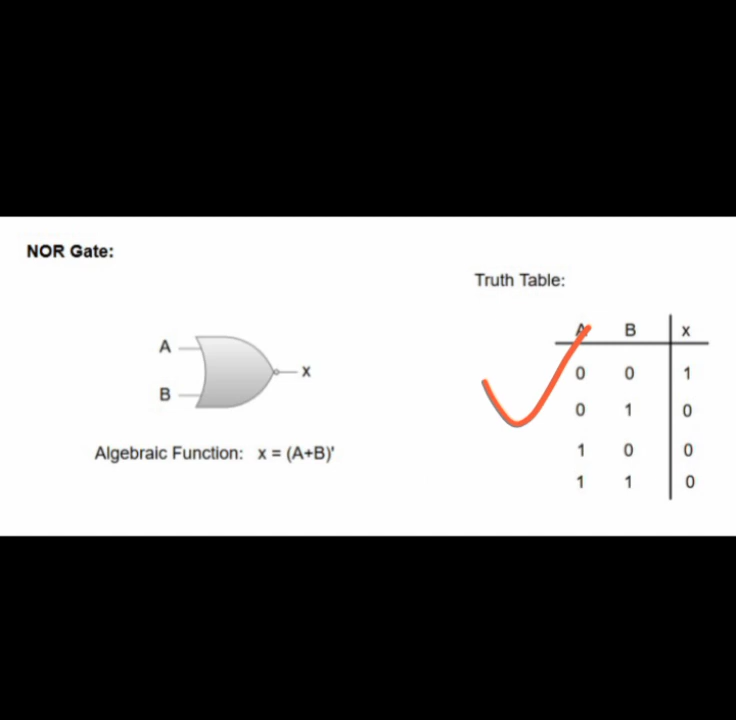 NOR Gate:
Truth Table:
A B x
0 0 1
0 1 0
1 0 0
1 1 0
A
x
B
Algebraic Function: x = (A+B)'